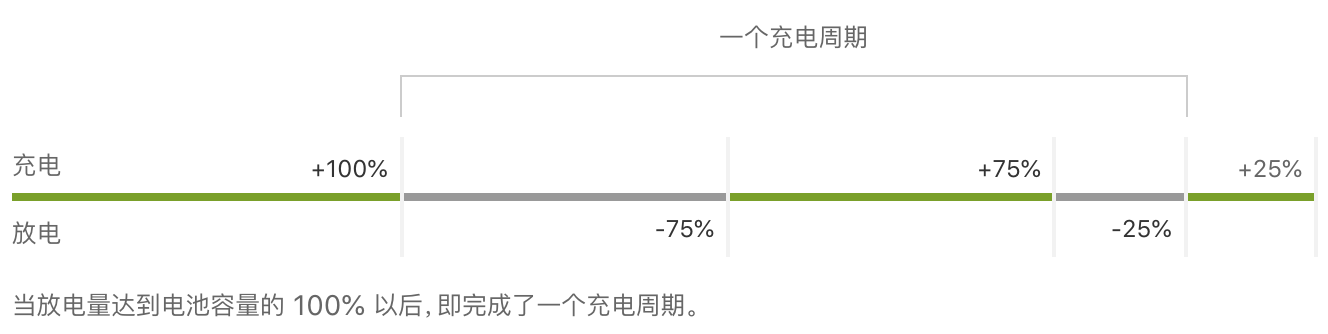 一个充电周期
充电
+100%
+75%
+25%
放电
-75%
-25%
当放电量达到电池容量的 100% 以后，即完成了一个充电周期。